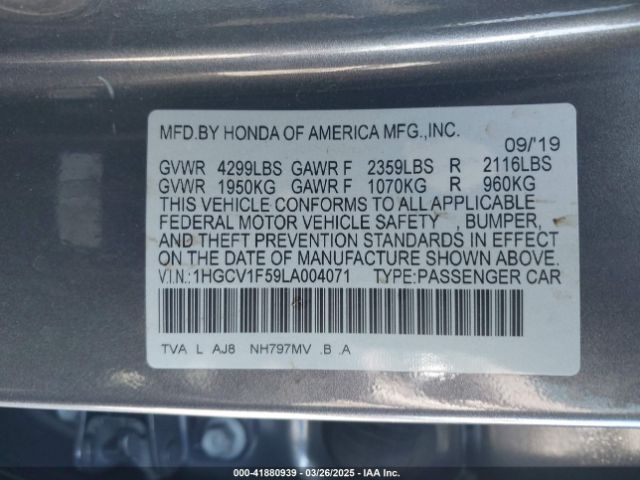 MFD.BY HONDA OF AMERICA MFG.,INC.
09/'19
GVWR 4299LBS GAWR F 2359LBS R 2116LBS
GVWR 1950KG GAWR F 1070KG R 960KG
THIS VEHICLE CONFORMS TO ALL APPLICABLE
FEDERAL MOTOR VEHICLE SAFETY , BUMPER,
AND THEFT PREVENTION STANDARDS IN EFFECT
ON THE DATE OF MANUFACTURE SHOWN ABOVE.
V.I.N.:1HGCV1F59LA004071 TYPE:PASSENGER CAR
TVA L AJ8 NH797MV .B .A
000-41880939 - 03/26/2025 - IAA Inc.